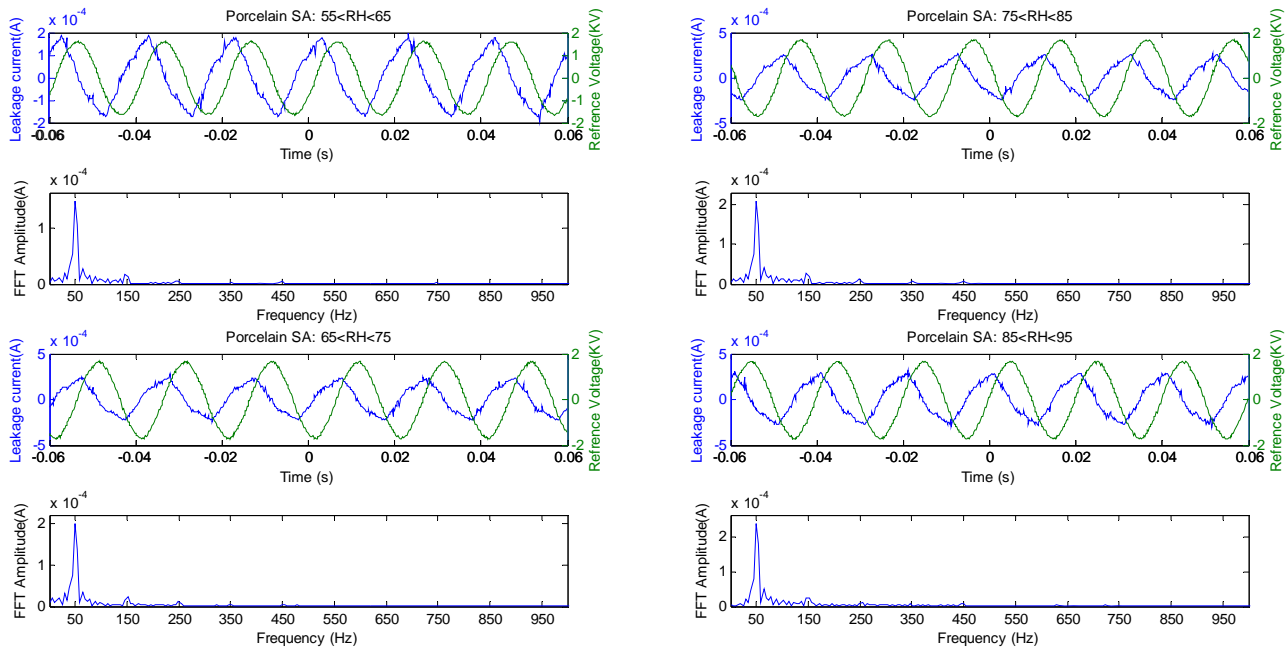 x 10-4
Porcelain SA: 55<RH<65
Leakage current(A)
2
1
0
-1
-2
2
1
0
-1
-2
Refrence Voltage(KV)
-0.06 -0.04 -0.02 0 0.02 0.04 0.06
Time (s)
x 10-4
FFT Amplitude(A)
1
0
50 150 250 350 450 550 650 750 850 950
Frequency (Hz)
x 10-4
Porcelain SA: 65<RH<75
Leakage current(A)
5
0
-5
2
0
-2
Refrence Voltage(KV)
-0.06 -0.04 -0.02 0 0.02 0.04 0.06
Time (s)
x 10-4
FFT Amplitude(A)
2
1
0
50 150 250 350 450 550 650 750 850 950
Frequency (Hz)
x 10-4
Porcelain SA: 75<RH<85
Leakage current(A)
5
0
-5
2
0
-2
Refrence Voltage(KV)
-0.06 -0.04 -0.02 0 0.02 0.04 0.06
Time (s)
x 10-4
FFT Amplitude(A)
2
1
0
50 150 250 350 450 550 650 750 850 950
Frequency (Hz)
x 10-4
Porcelain SA: 85<RH<95
Leakage current(A)
5
0
-5
2
0
-2
Refrence Voltage(KV)
-0.06 -0.04 -0.02 0 0.02 0.04 0.06
Time (s)
x 10-4
FFT Amplitude(A)
2
1
0
50 150 250 350 450 550 650 750 850 950
Frequency (Hz)